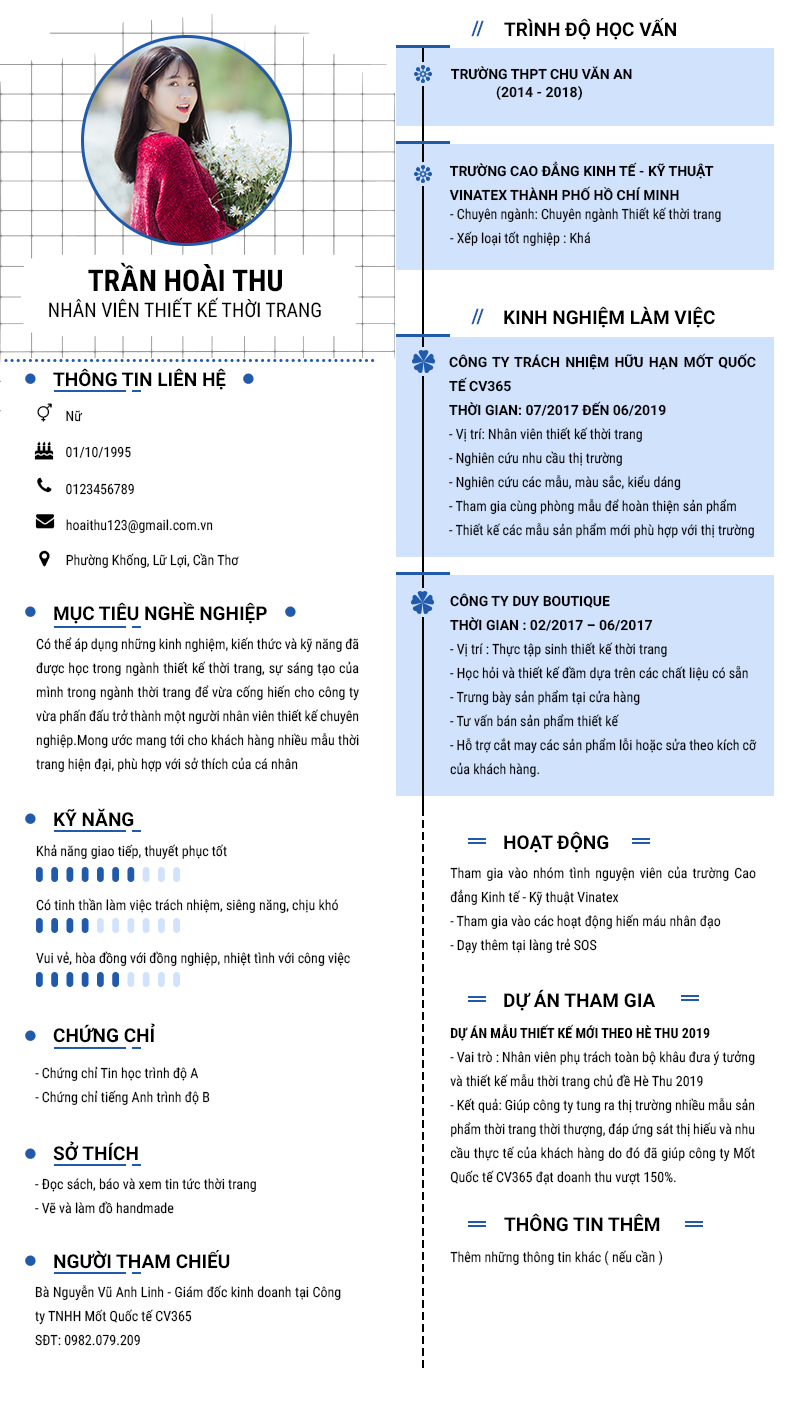 TRẦN HOÀI THU
NHÂN VIÊN THIẾT KẾ THỜI TRANG
THÔNG TIN LIÊN HỆ
Nữ
01/10/1995
0123456789
hoaithu123@gmail.com.vn
Phường Khống, Lữ Lợi, Cần Thơ
MỤC TIÊU NGHỀ NGHIỆP
Có thể áp dụng những kinh nghiệm, kiến thức và kỹ năng đã
được học trong ngành thiết kế thời trang, sự sáng tạo của
mình trong ngành thời trang để vừa cống hiến cho công ty
vừa phấn đấu trở thành một người nhân viên thiết kế chuyên
nghiệp.Mong ước mang tới cho khách hàng nhiều mẫu thời
trang hiện đại, phù hợp với sở thích của cá nhân
KỸ NĂNG
Khả năng giao tiếp, thuyết phục tốt
Có tinh thần làm việc trách nhiệm, siêng năng, chịu khó
Vui vẻ, hòa đồng với đồng nghiệp, nhiệt tình với công việc
CHỨNG CHỈ
- Chứng chỉ Tin học trình độ A
- Chứng chỉ tiếng Anh trình độ B
SỞ THÍCH
- Đọc sách, báo và xem tin tức thời trang
- Vẽ và làm đồ handmade
NGƯỜI THAM CHIẾU
Bà Nguyễn Vũ Anh Linh - Giám đốc kinh doanh tại Công
ty TNHH Mốt Quốc tế CV365
SĐT: 0982.079.209
// TRÌNH ĐỘ HỌC VẤN
TRƯỜNG THPT CHU VĂN AN
(2014 - 2018)
TRƯỜNG CAO ĐẲNG KINH TẾ - KỸ THUẬT
VINATEX THÀNH PHỐ HỒ CHÍ MINH
- Chuyên ngành: Chuyên ngành Thiết kế thời trang
- Xếp loại tốt nghiệp : Khá
// KINH NGHIỆM LÀM VIỆC
CÔNG TY TRÁCH NHIỆM HỮU HẠN MỐT QUỐC
TẾ CV365
THỜI GIAN: 07/2017 ĐẾN 06/2019
- Vị trí: Nhân viên thiết kế thời trang
- Nghiên cứu nhu cầu thị trường
- Nghiên cứu các mẫu, màu sắc, kiểu dáng
- Tham gia cùng phòng mẫu để hoàn thiện sản phẩm
- Thiết kế các mẫu sản phẩm mới phù hợp với thị trường
CÔNG TY DUY BOUTIQUE
THỜI GIAN : 02/2017 – 06/2017
- Vị trí : Thực tập sinh thiết kế thời trang
- Học hỏi và thiết kế đầm dựa trên các chất liệu có sẵn
- Trưng bày sản phẩm tại cửa hàng
- Tư vấn bán sản phẩm thiết kế
- Hỗ trợ cắt may các sản phẩm lỗi hoặc sửa theo kích cỡ
của khách hàng.
HOẠT ĐỘNG
Tham gia vào nhóm tình nguyện viên của trường Cao
đẳng Kinh tế - Kỹ thuật Vinatex
- Tham gia vào các hoạt động hiến máu nhân đạo
- Dạy thêm tại làng trẻ SOS
DỰ ÁN THAM GIA
DỰ ÁN MẪU THIẾT KẾ MỚI THEO HÈ THU 2019
- Vai trò : Nhân viên phụ trách toàn bộ khâu đưa ý tưởng
và thiết kế mẫu thời trang chủ đề Hè Thu 2019
- Kết quả: Giúp công ty tung ra thị trường nhiều mẫu sản
phẩm thời trang thời thượng, đáp ứng sát thị hiếu và nhu
cầu thực tế của khách hàng do đó đã giúp công ty Mốt
Quốc tế CV365 đạt doanh thu vượt 150%.
THÔNG TIN THÊM
Thêm những thông tin khác ( nếu cần )